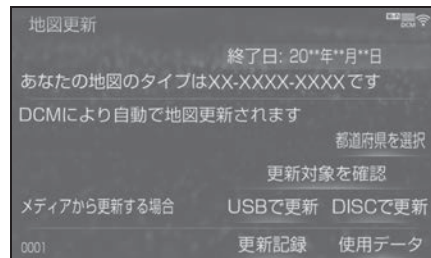 地図更新
DCM
終了日: 20**年**月**日
あなたの地図のタイプはXX-XXXX-XXXXです
DCMにより自動で地図更新されます
都道府県を選択
更新対象を確認
メディアから更新する場合 USBで更新 DISCで更新
0001 更新記録 使用データ